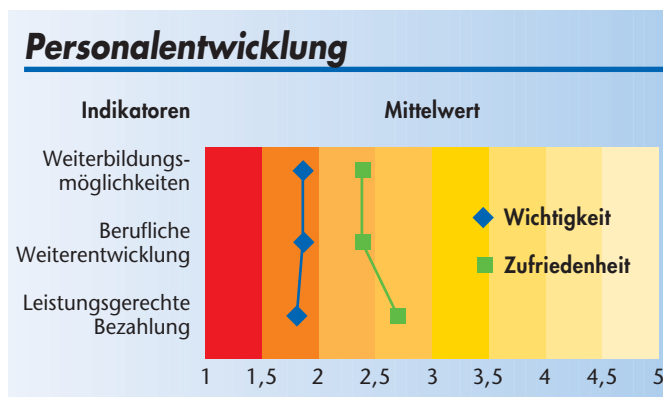 Personalentwicklung
Indikatoren
Mittelwert
Weiterbildungs-
möglichkeiten
Berufliche
Weiterentwicklung
Leistungsgerechte
Bezahlung
Wichtigkeit
Zufriedenheit
1 1,5 2 2,5 3 3,5 4 4,5 5